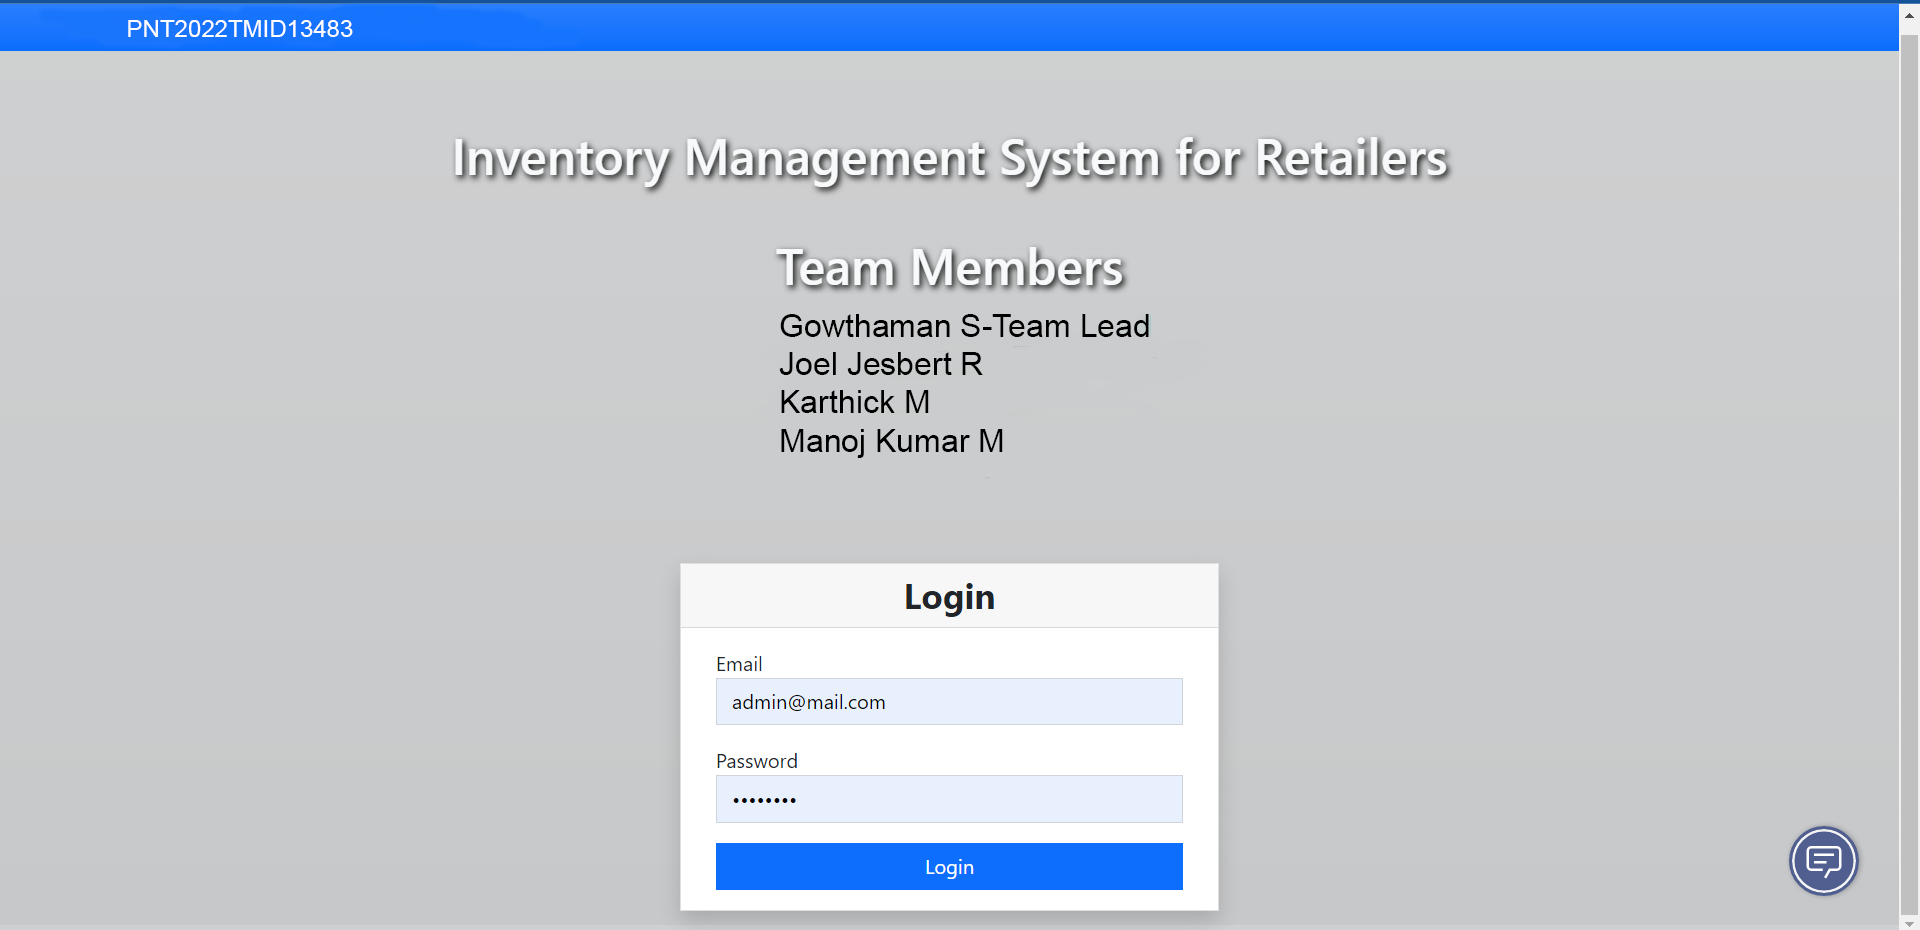 PNT2022TMID13483
Inventory Management System for Retailers
Team Members
Gowthaman S-Team Lead
Joel Jesbert R
Karthick M
Manoj Kumar M
Login
Email
admin@mail.com
Password
••••••••
Login